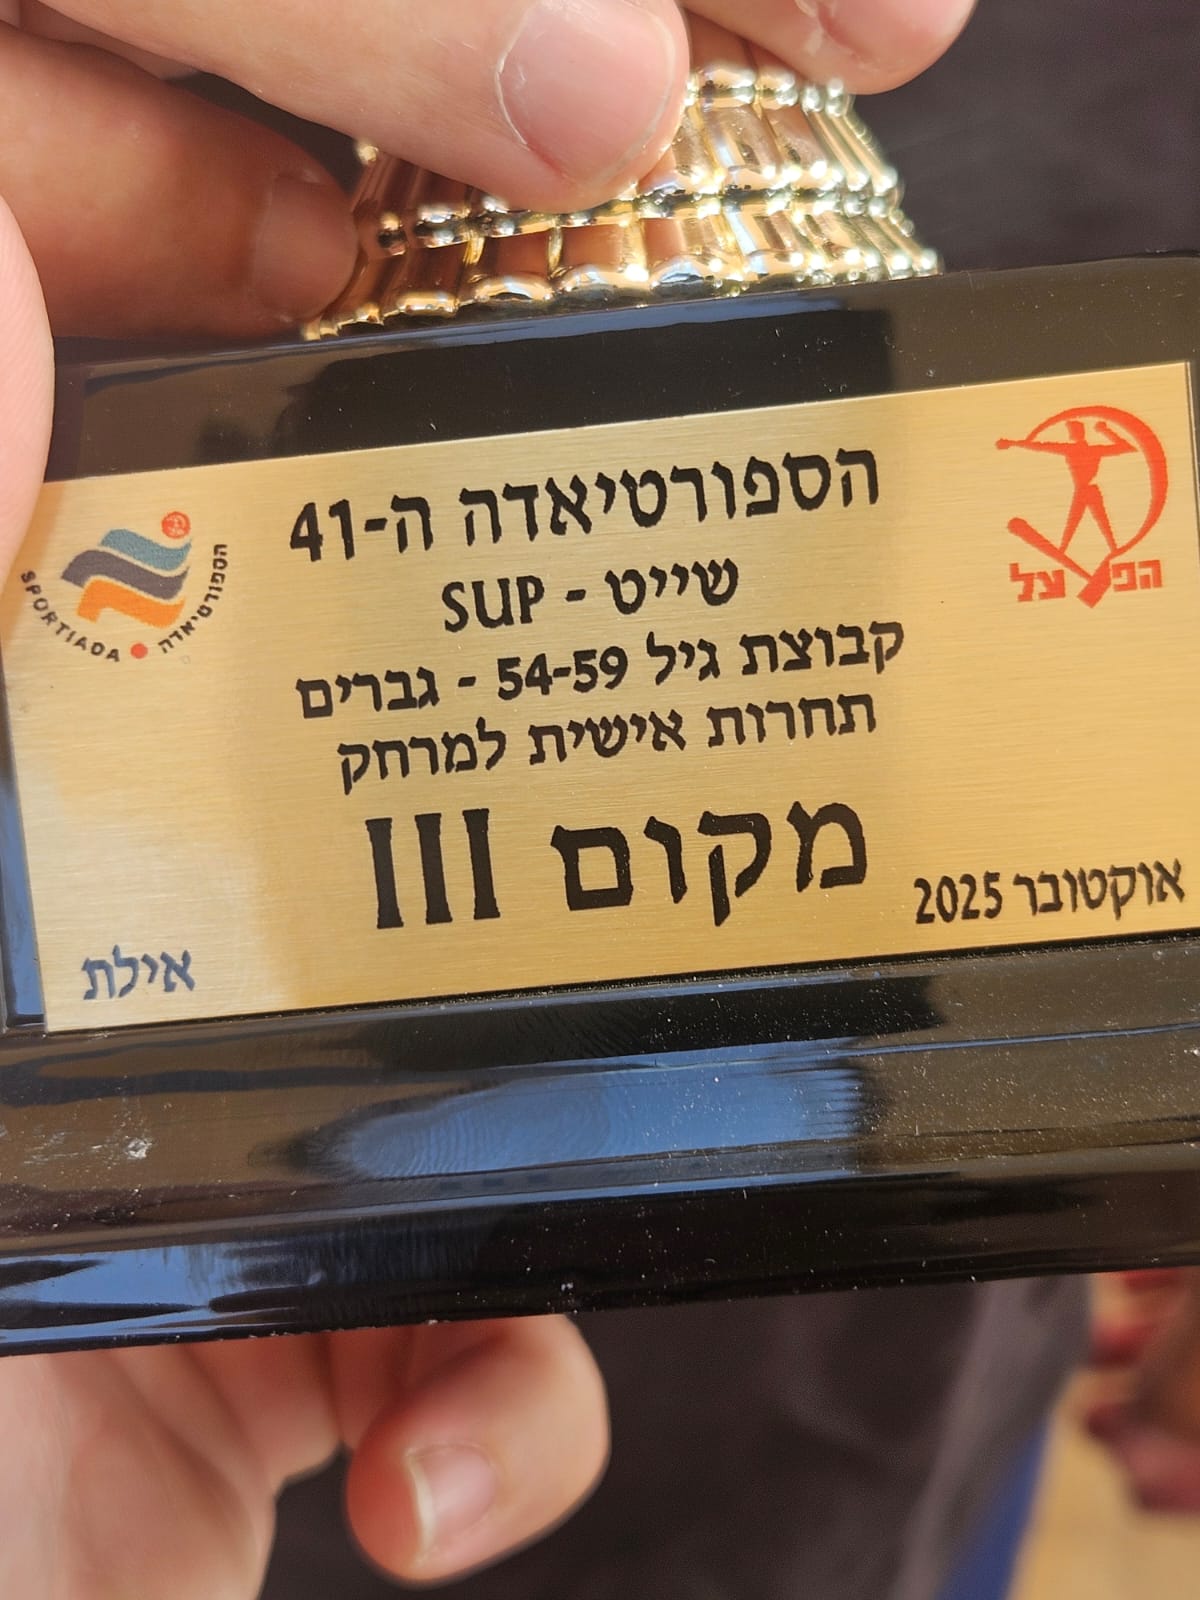 הספורטיאדה ה-41
שייט - SUP
קבוצת גיל 54-59 - גברים
תחרות אישית למרחק
מקום III
אוקטובר 2025
אילת
הפועל
SPORTIADA • הספורטיאדה